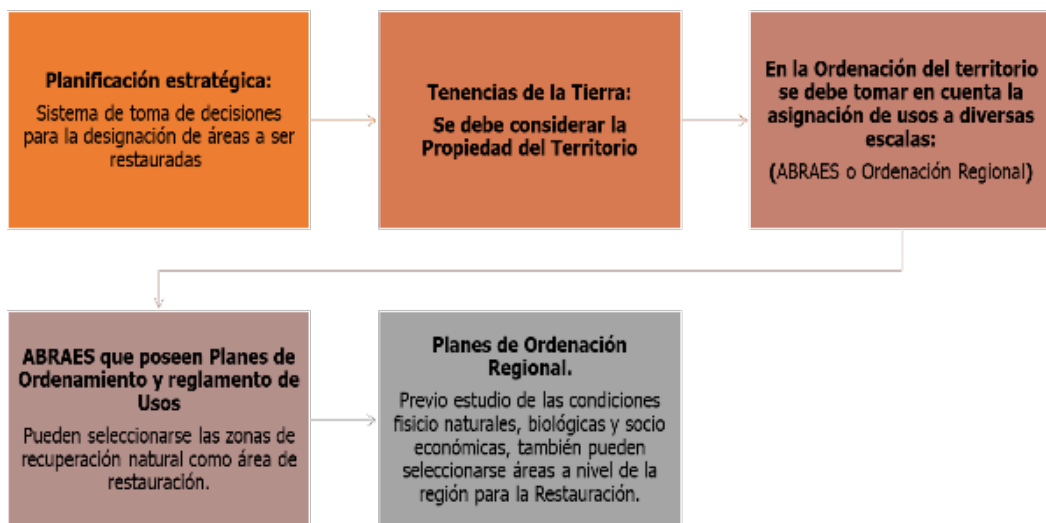 Planificación estratégica:
Sistema de toma de decisiones
para la designación de áreas a ser
restauradas
Tenencias de la Tierra:
Se debe considerar la
Propiedad del Territorio
En la Ordenación del territorio
se debe tomar en cuenta la
asignación de usos a diversas
escalas:
(ABRAES o Ordenación Regional)
ABRAES que poseen Planes de
Ordenamiento y reglamento de
Usos
Pueden seleccionarse las zonas de
recuperación natural como área de
restauración.
Planes de Ordenación
Regional.
Previo estudio de las condiciones
fisicio naturales, biológicas y socio
económicas, también pueden
seleccionarse áreas a nivel de la
región para la Restauración.